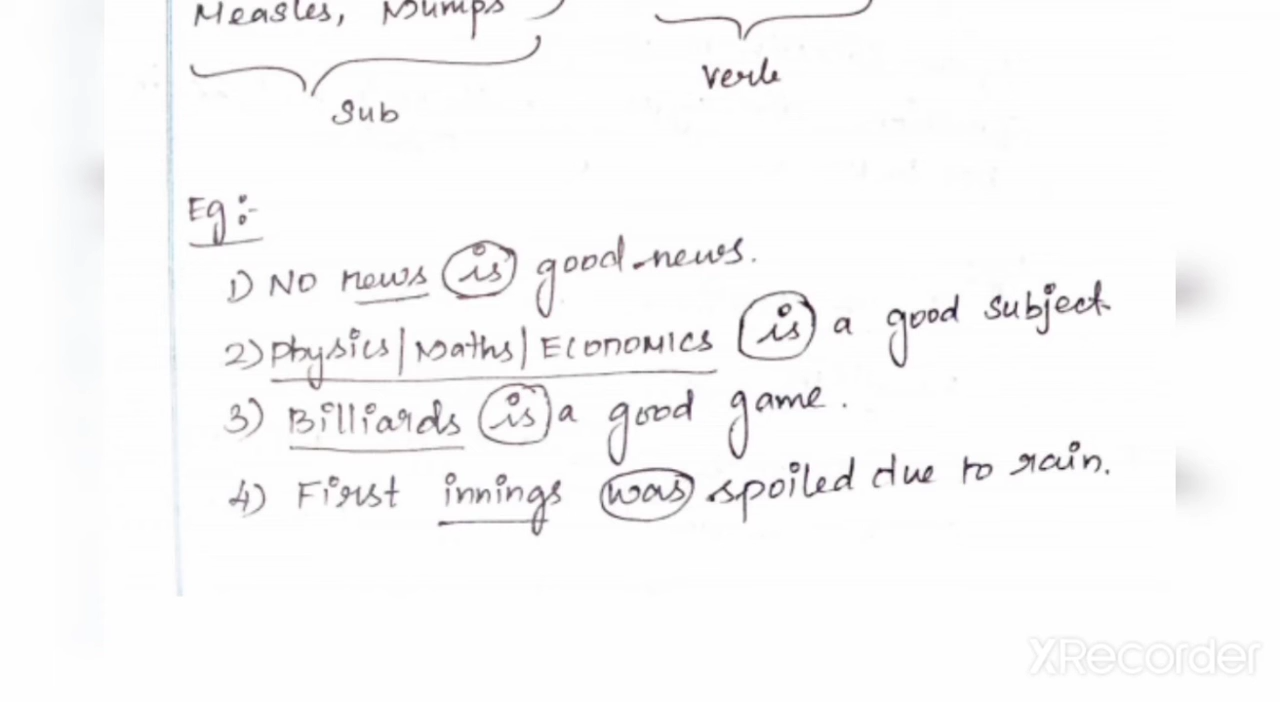 Measles, Mumps
Sub
Verb
Eg:-
1) No news is good news.
2) Physics/Maths/Economics is a good subject
3) Billiards is a good game.
4) First innings was spoiled due to rain.
XRecorder